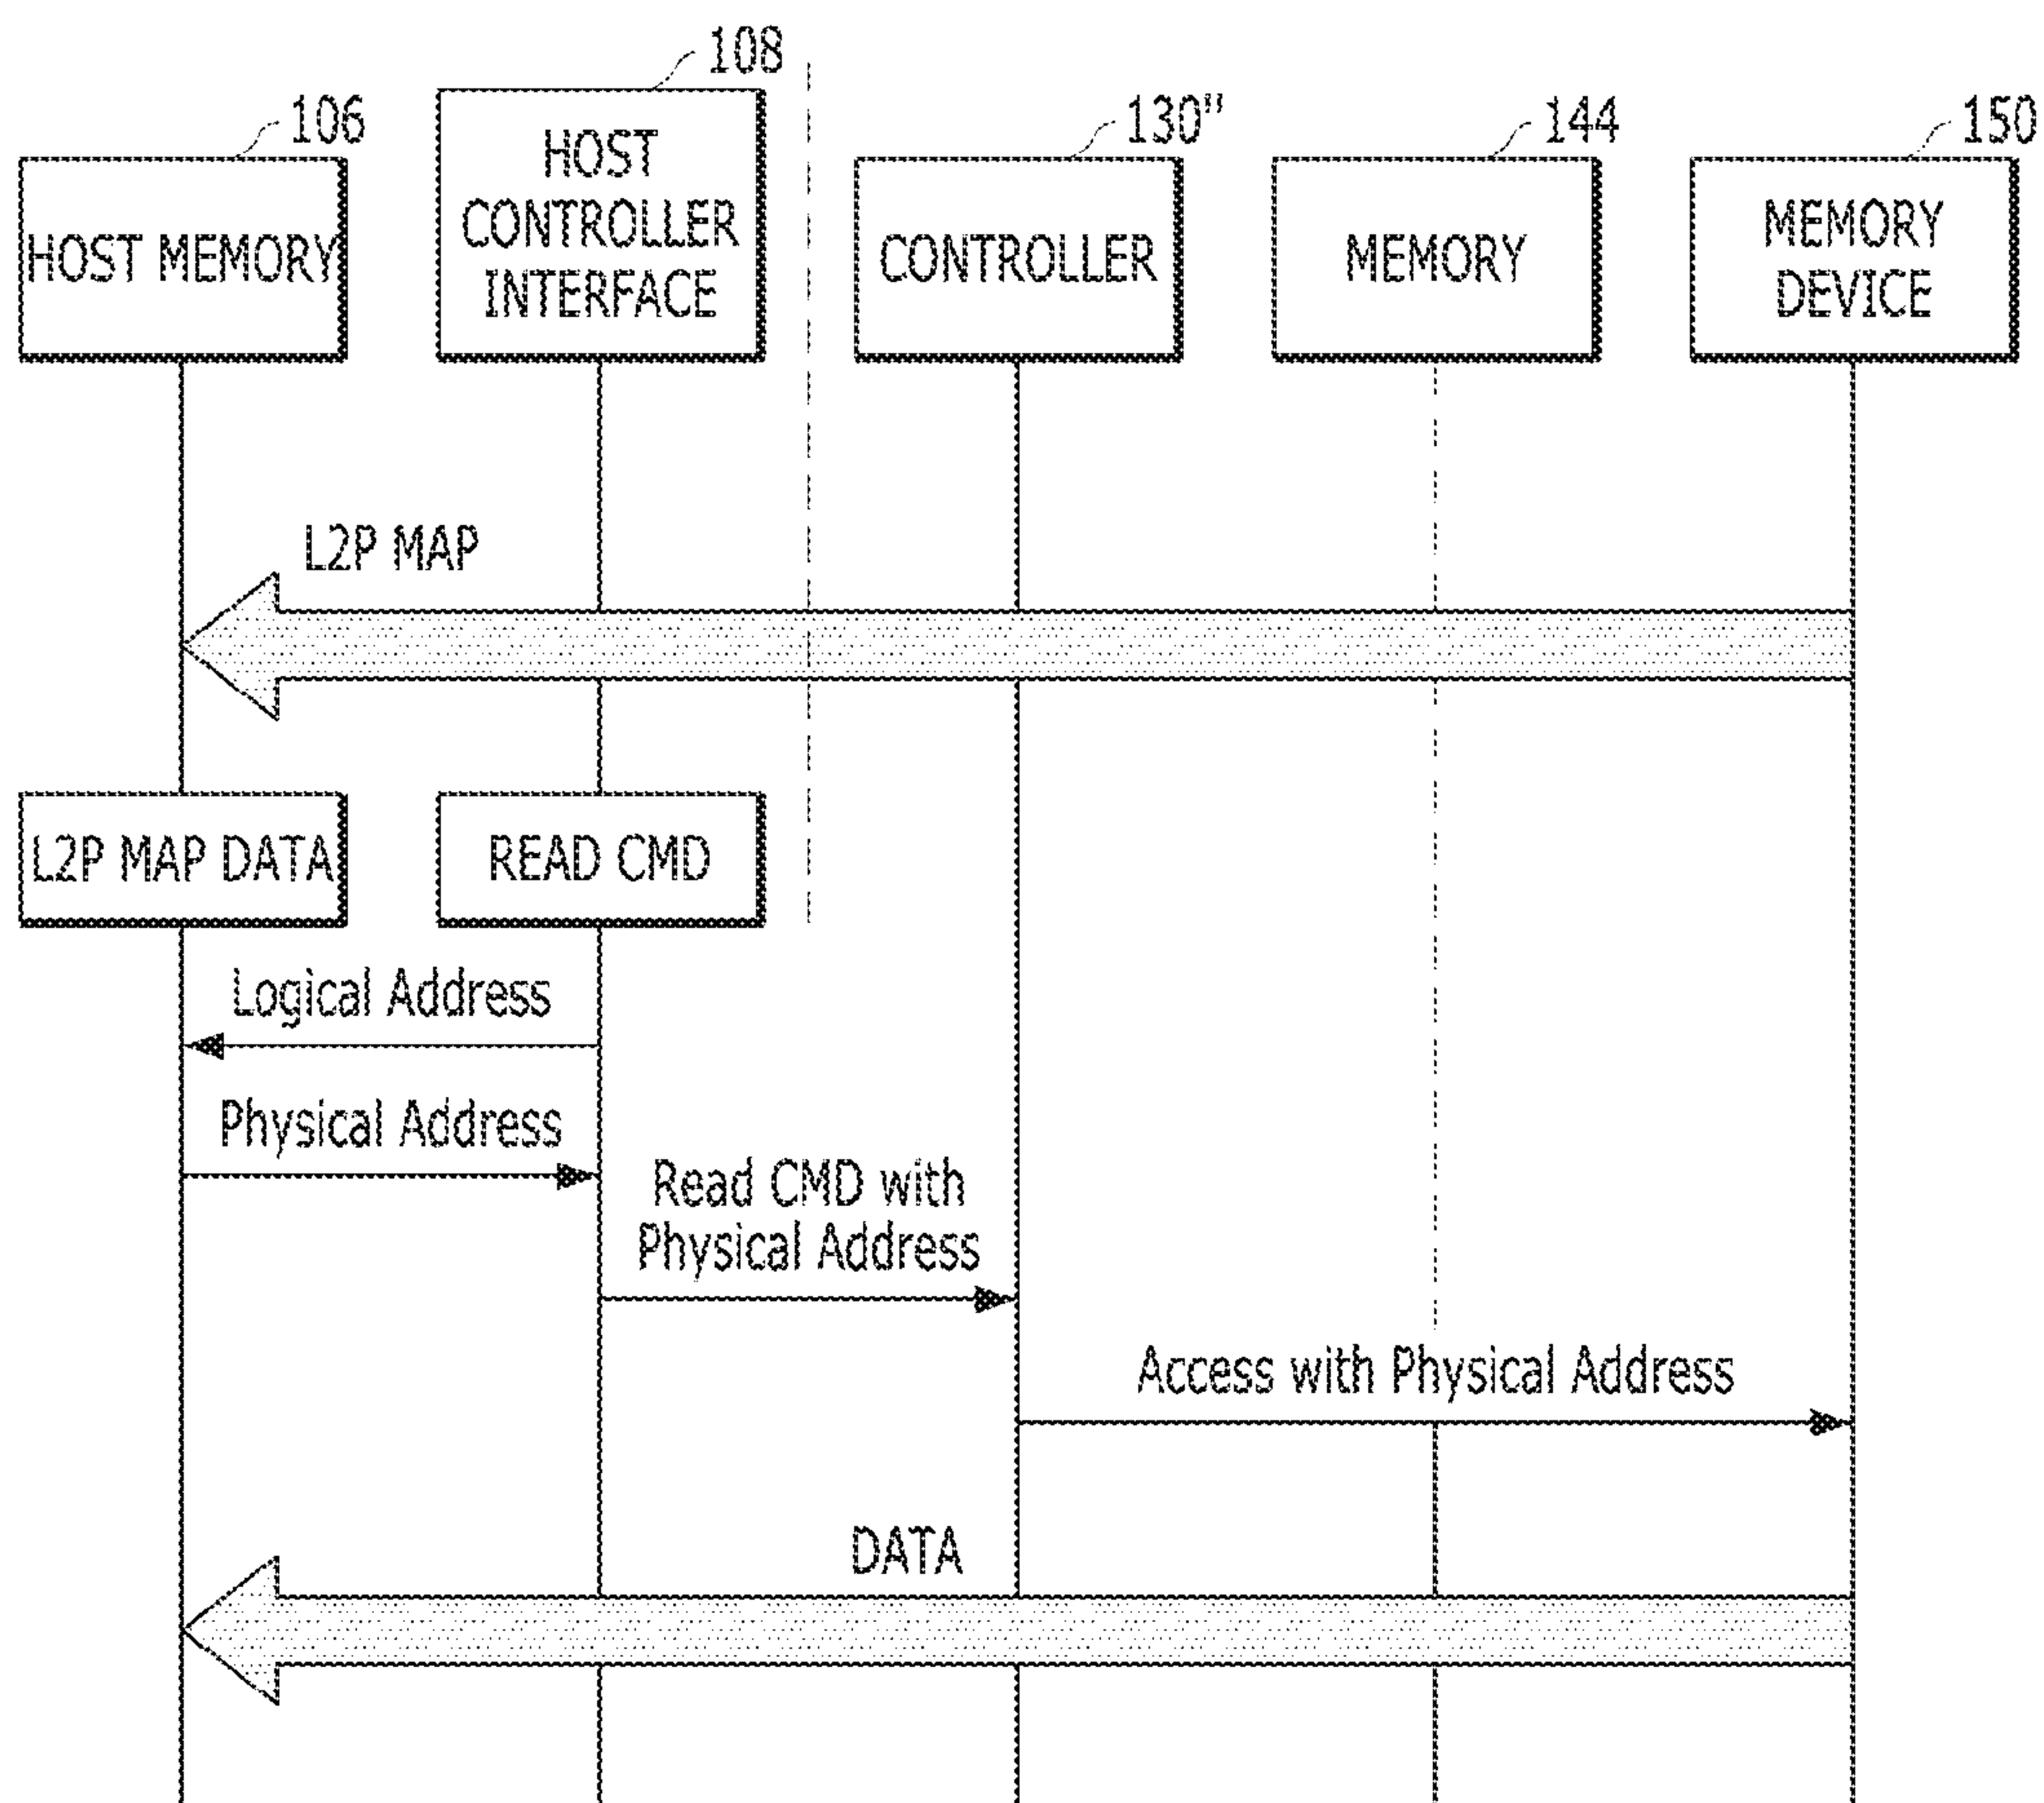 108
106
130"
144
150
HOST MEMORY
HOST
CONTROLLER
INTERFACE
CONTROLLER
MEMORY
MEMORY
DEVICE
L2P MAP
L2P MAP DATA
READ CMD
Logical Address
Physical Address
Read CMD with
Physical Address
Access with Physical Address
DATA